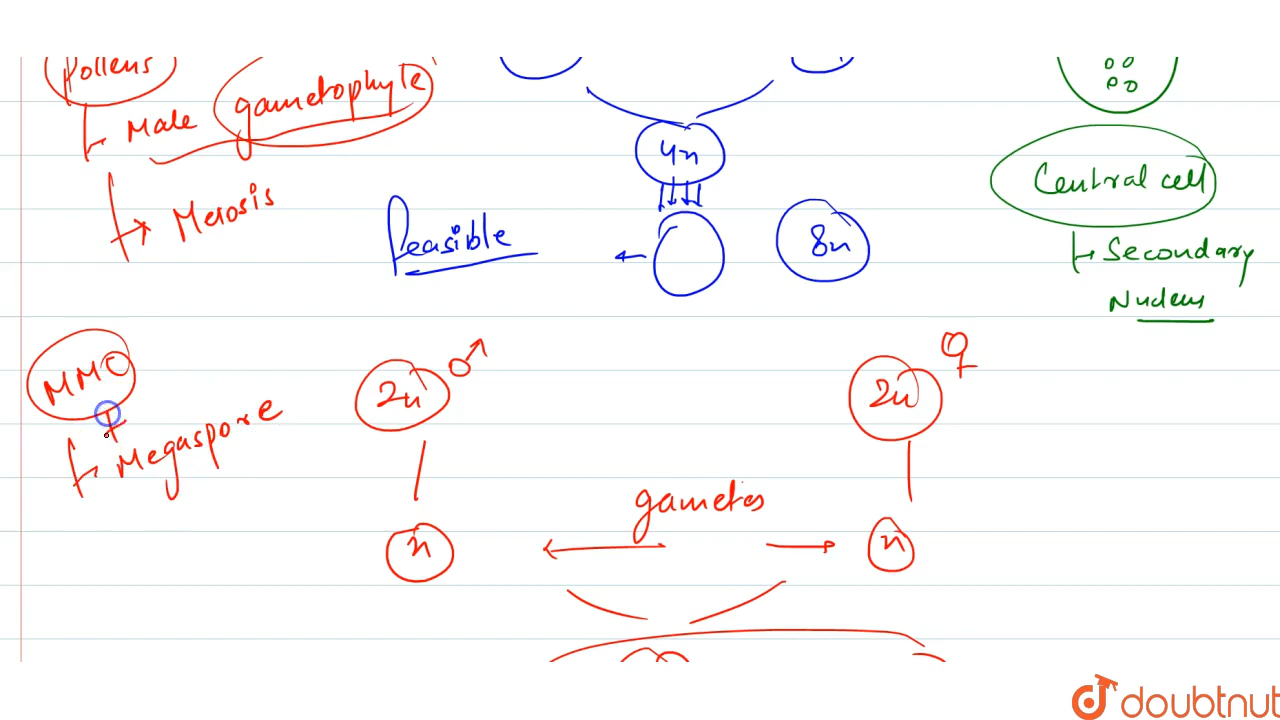 Pollens
Male gametophyte
Meiosis
4n
feasible
8n
Central cell
Secondary
Nucleus
MMC
Megaspore
2n ♂
2n ♀
gametes
n
n
doubtnut